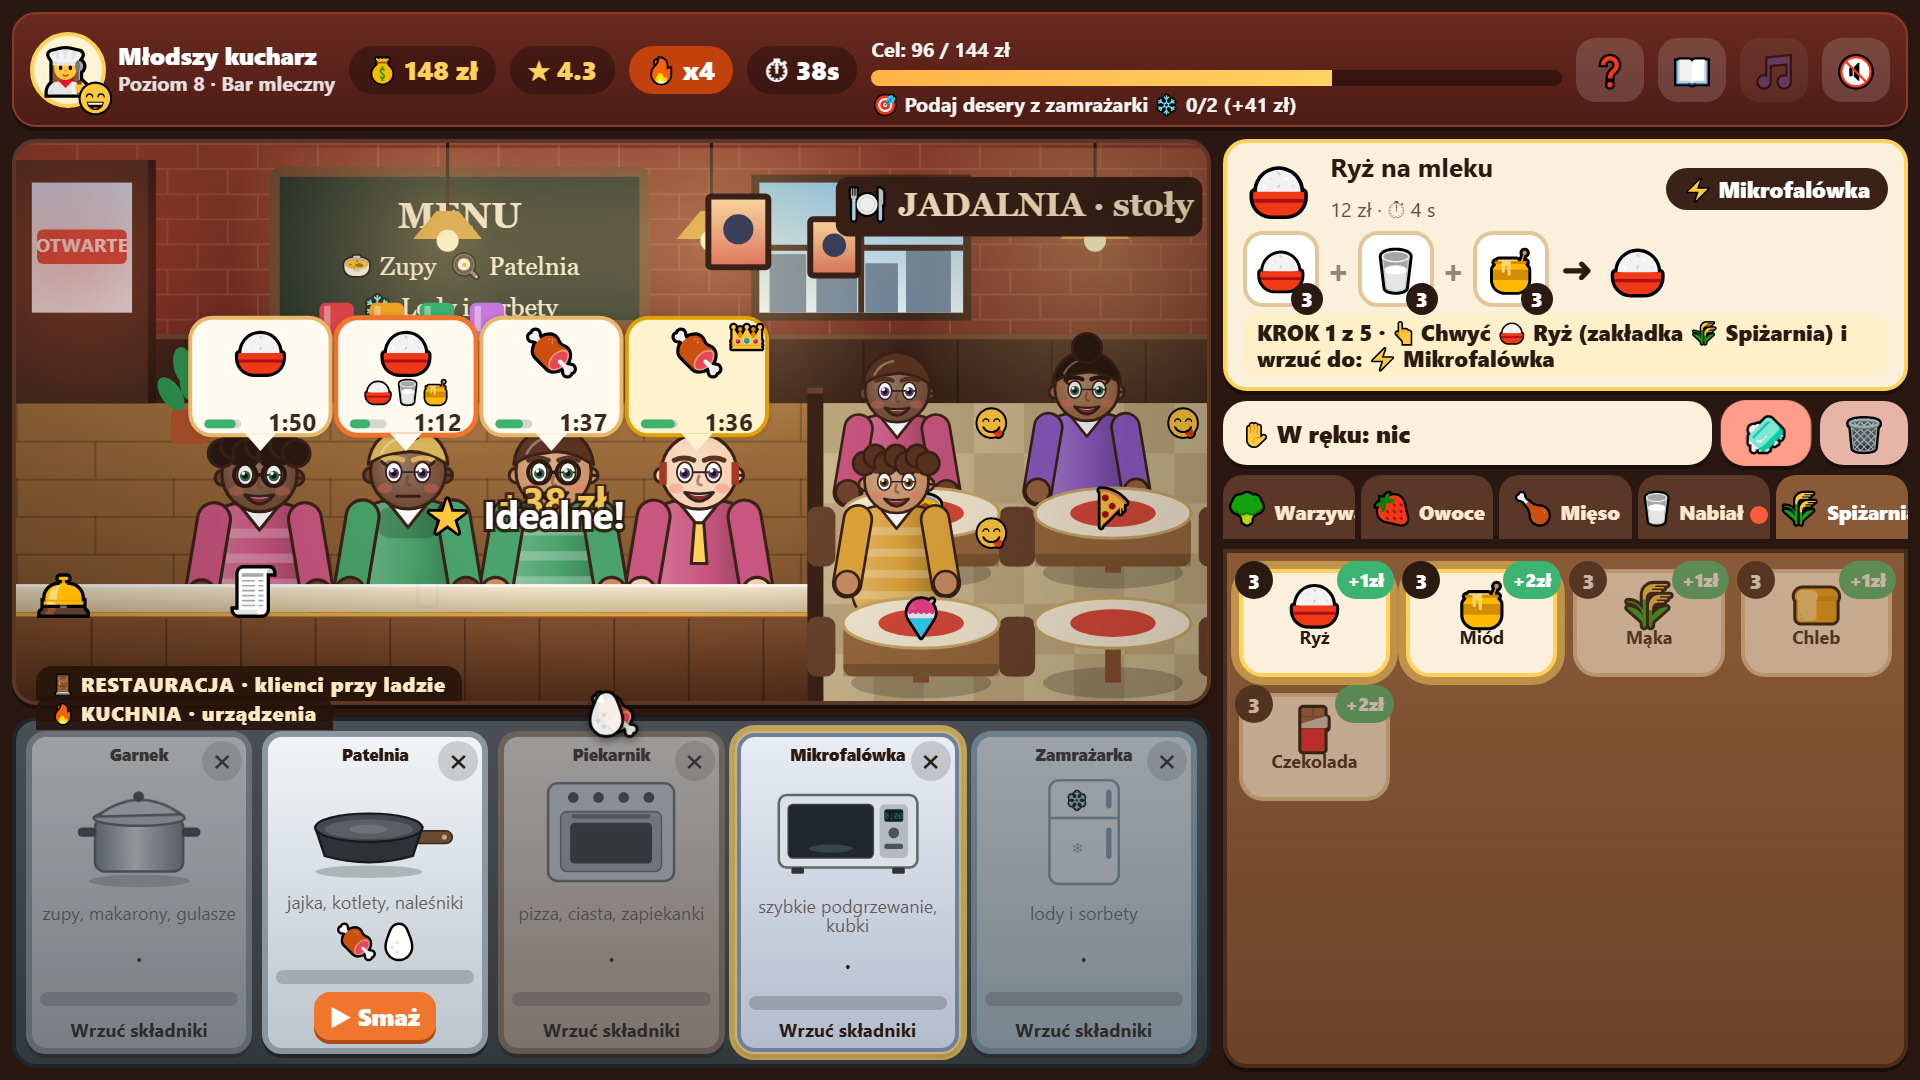 Młodszy kucharz
Poziom 8 · Bar mleczny
148 zł
4.3
x4
38s
Cel: 96 / 144 zł
Podaj desery z zamrażarki 0/2 (+41 zł)
OTWARTE
MENU
Zupy Patelnia
JADALNIA · stoły
1:50
1:12
1:37
1:36
+38 zł
Idealne!
RESTAURACJA · klienci przy ladzie
KUCHNIA · urządzenia
Garnek
zupy, makarony, gulasze
Wrzuć składniki
Patelnia
jajka, kotlety, naleśniki
Smaż
Piekarnik
pizza, ciasta, zapiekanki
Wrzuć składniki
Mikrofalówka
szybkie podgrzewanie,
kubki
Wrzuć składniki
Zamrażarka
lody i sorbety
Wrzuć składniki
Ryż na mleku
12 zł · 4 s
Mikrofalówka
3 + 3 + 3
KROK 1 z 5 · Chwyć Ryż (zakładka Spiżarnia) i
wrzuć do: Mikrofalówka
W ręku: nic
Warzyw
Owoce
Mięso
Nabiał
Spiżarni
3 +1zł
Ryż
3 +2zł
Miód
3 +1zł
Mąka
3 +1zł
Chleb
3 +2zł
Czekolada